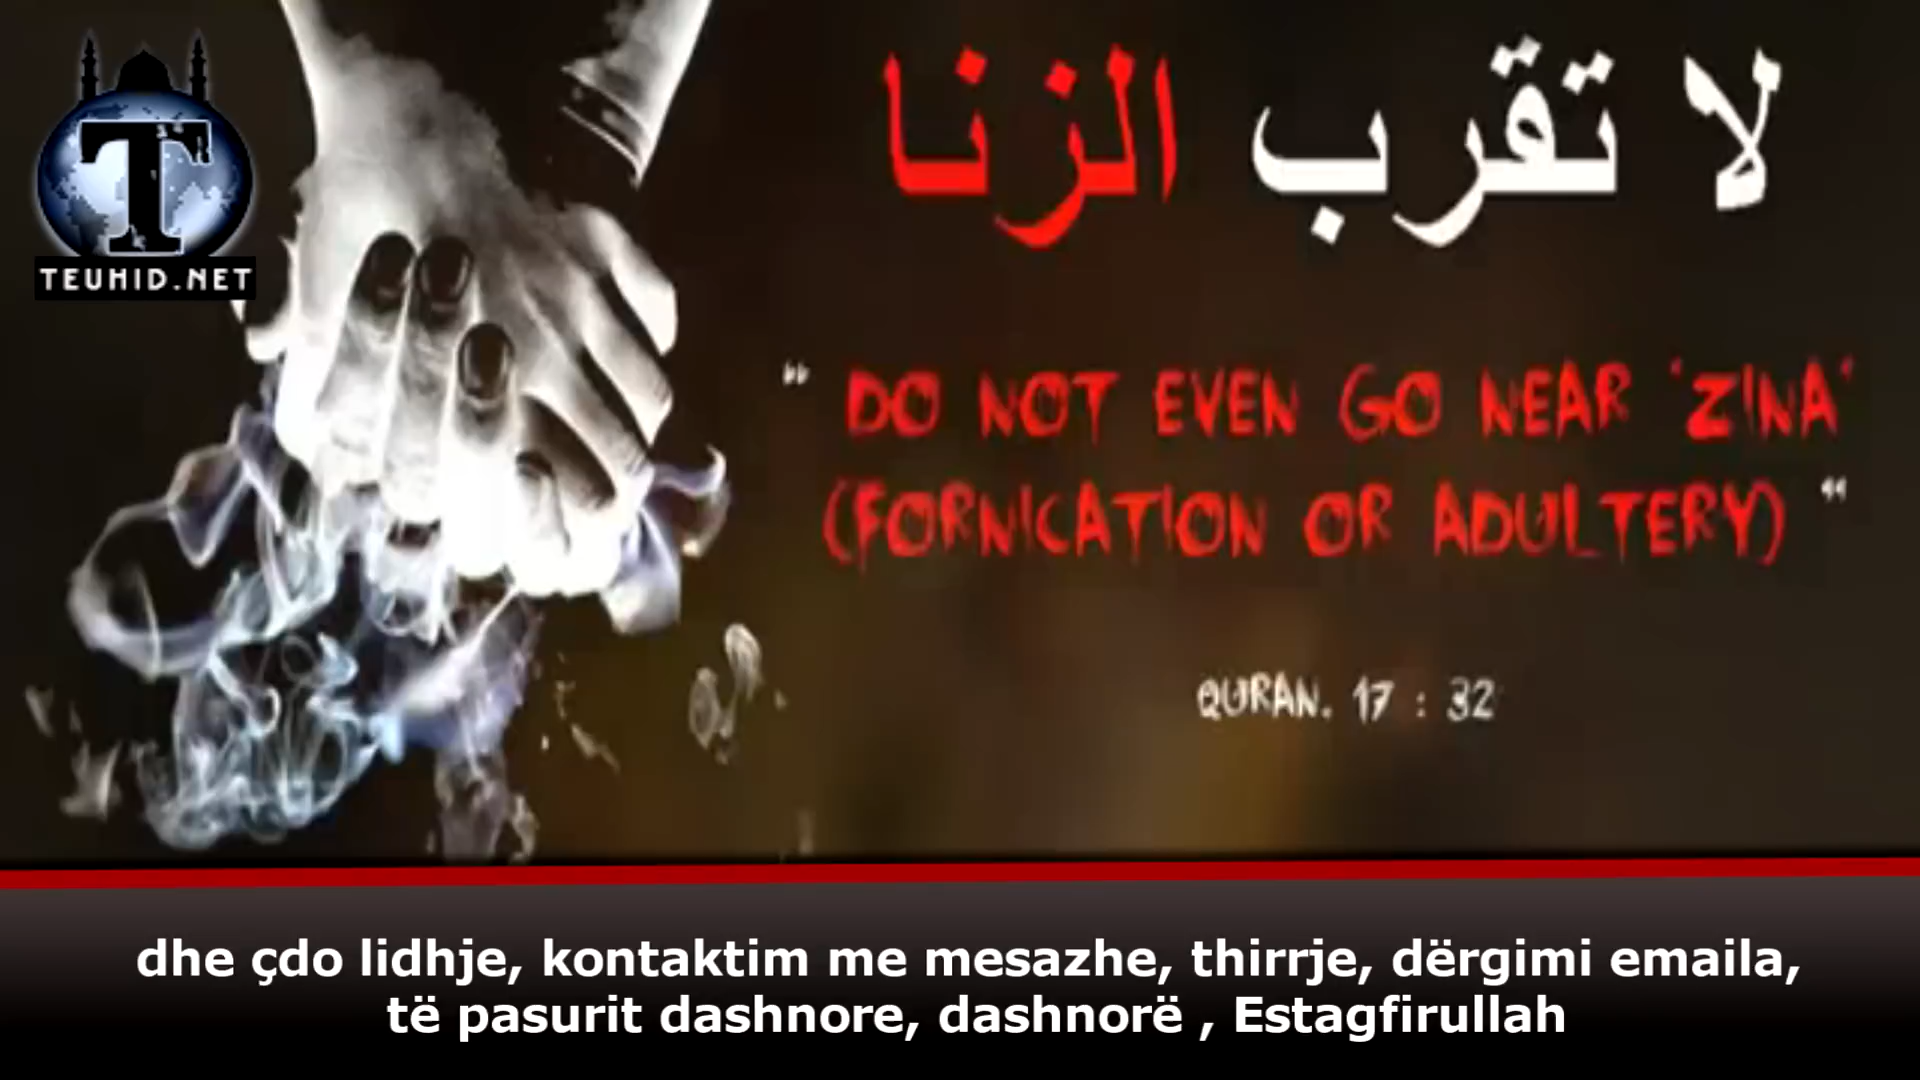 T
TEUHID.NET
لا تقرب الزنا
" DO NOT EVEN GO NEAR 'ZINA'
(FORNICATION OR ADULTERY) "
QURAN. 17 : 32
dhe çdo lidhje, kontaktim me mesazhe, thirrje, dërgimi emaila,
të pasurit dashnore, dashnorë , Estagfirullah